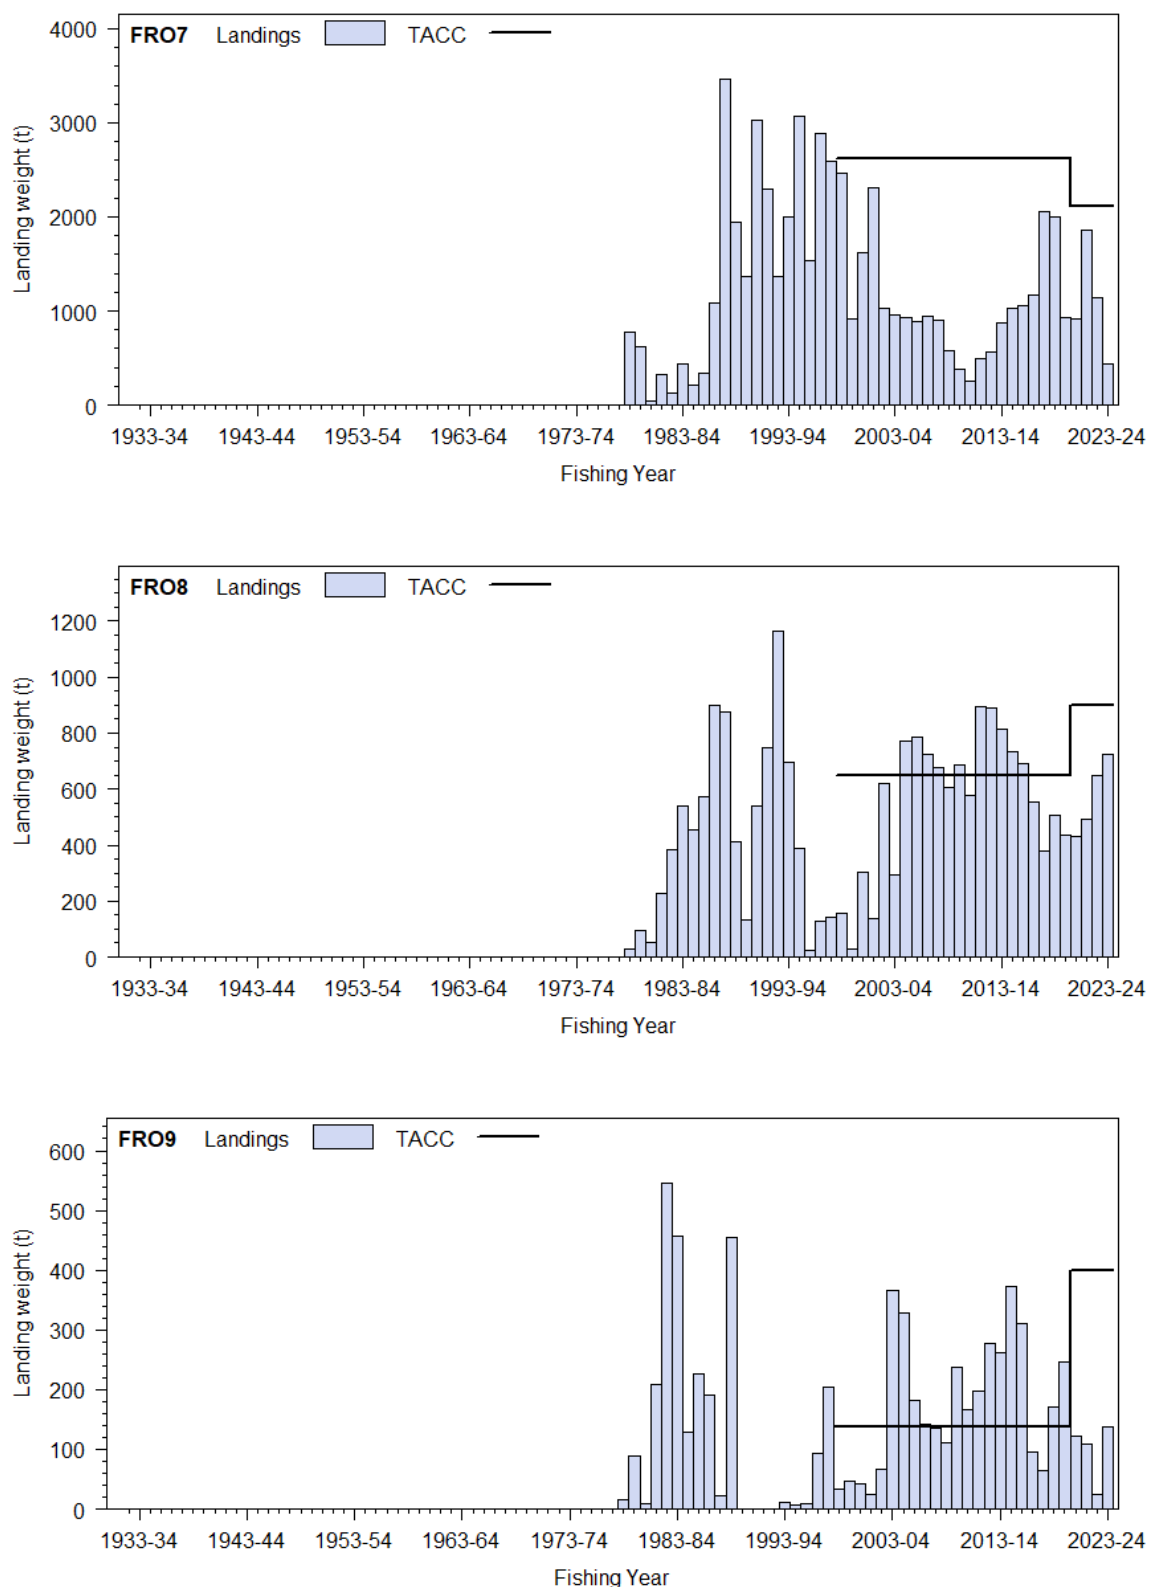 FRO7 Landings TACC
4000
3000
2000
1000
0
Landing weight (t)
1933-34 1943-44 1953-54 1963-64 1973-74 1983-84 1993-94 2003-04 2013-14 2023-24
Fishing Year
FRO8 Landings TACC
1200
1000
800
600
400
200
0
Landing weight (t)
1933-34 1943-44 1953-54 1963-64 1973-74 1983-84 1993-94 2003-04 2013-14 2023-24
Fishing Year
FRO9 Landings TACC
600
500
400
300
200
100
0
Landing weight (t)
1933-34 1943-44 1953-54 1963-64 1973-74 1983-84 1993-94 2003-04 2013-14 2023-24
Fishing Year